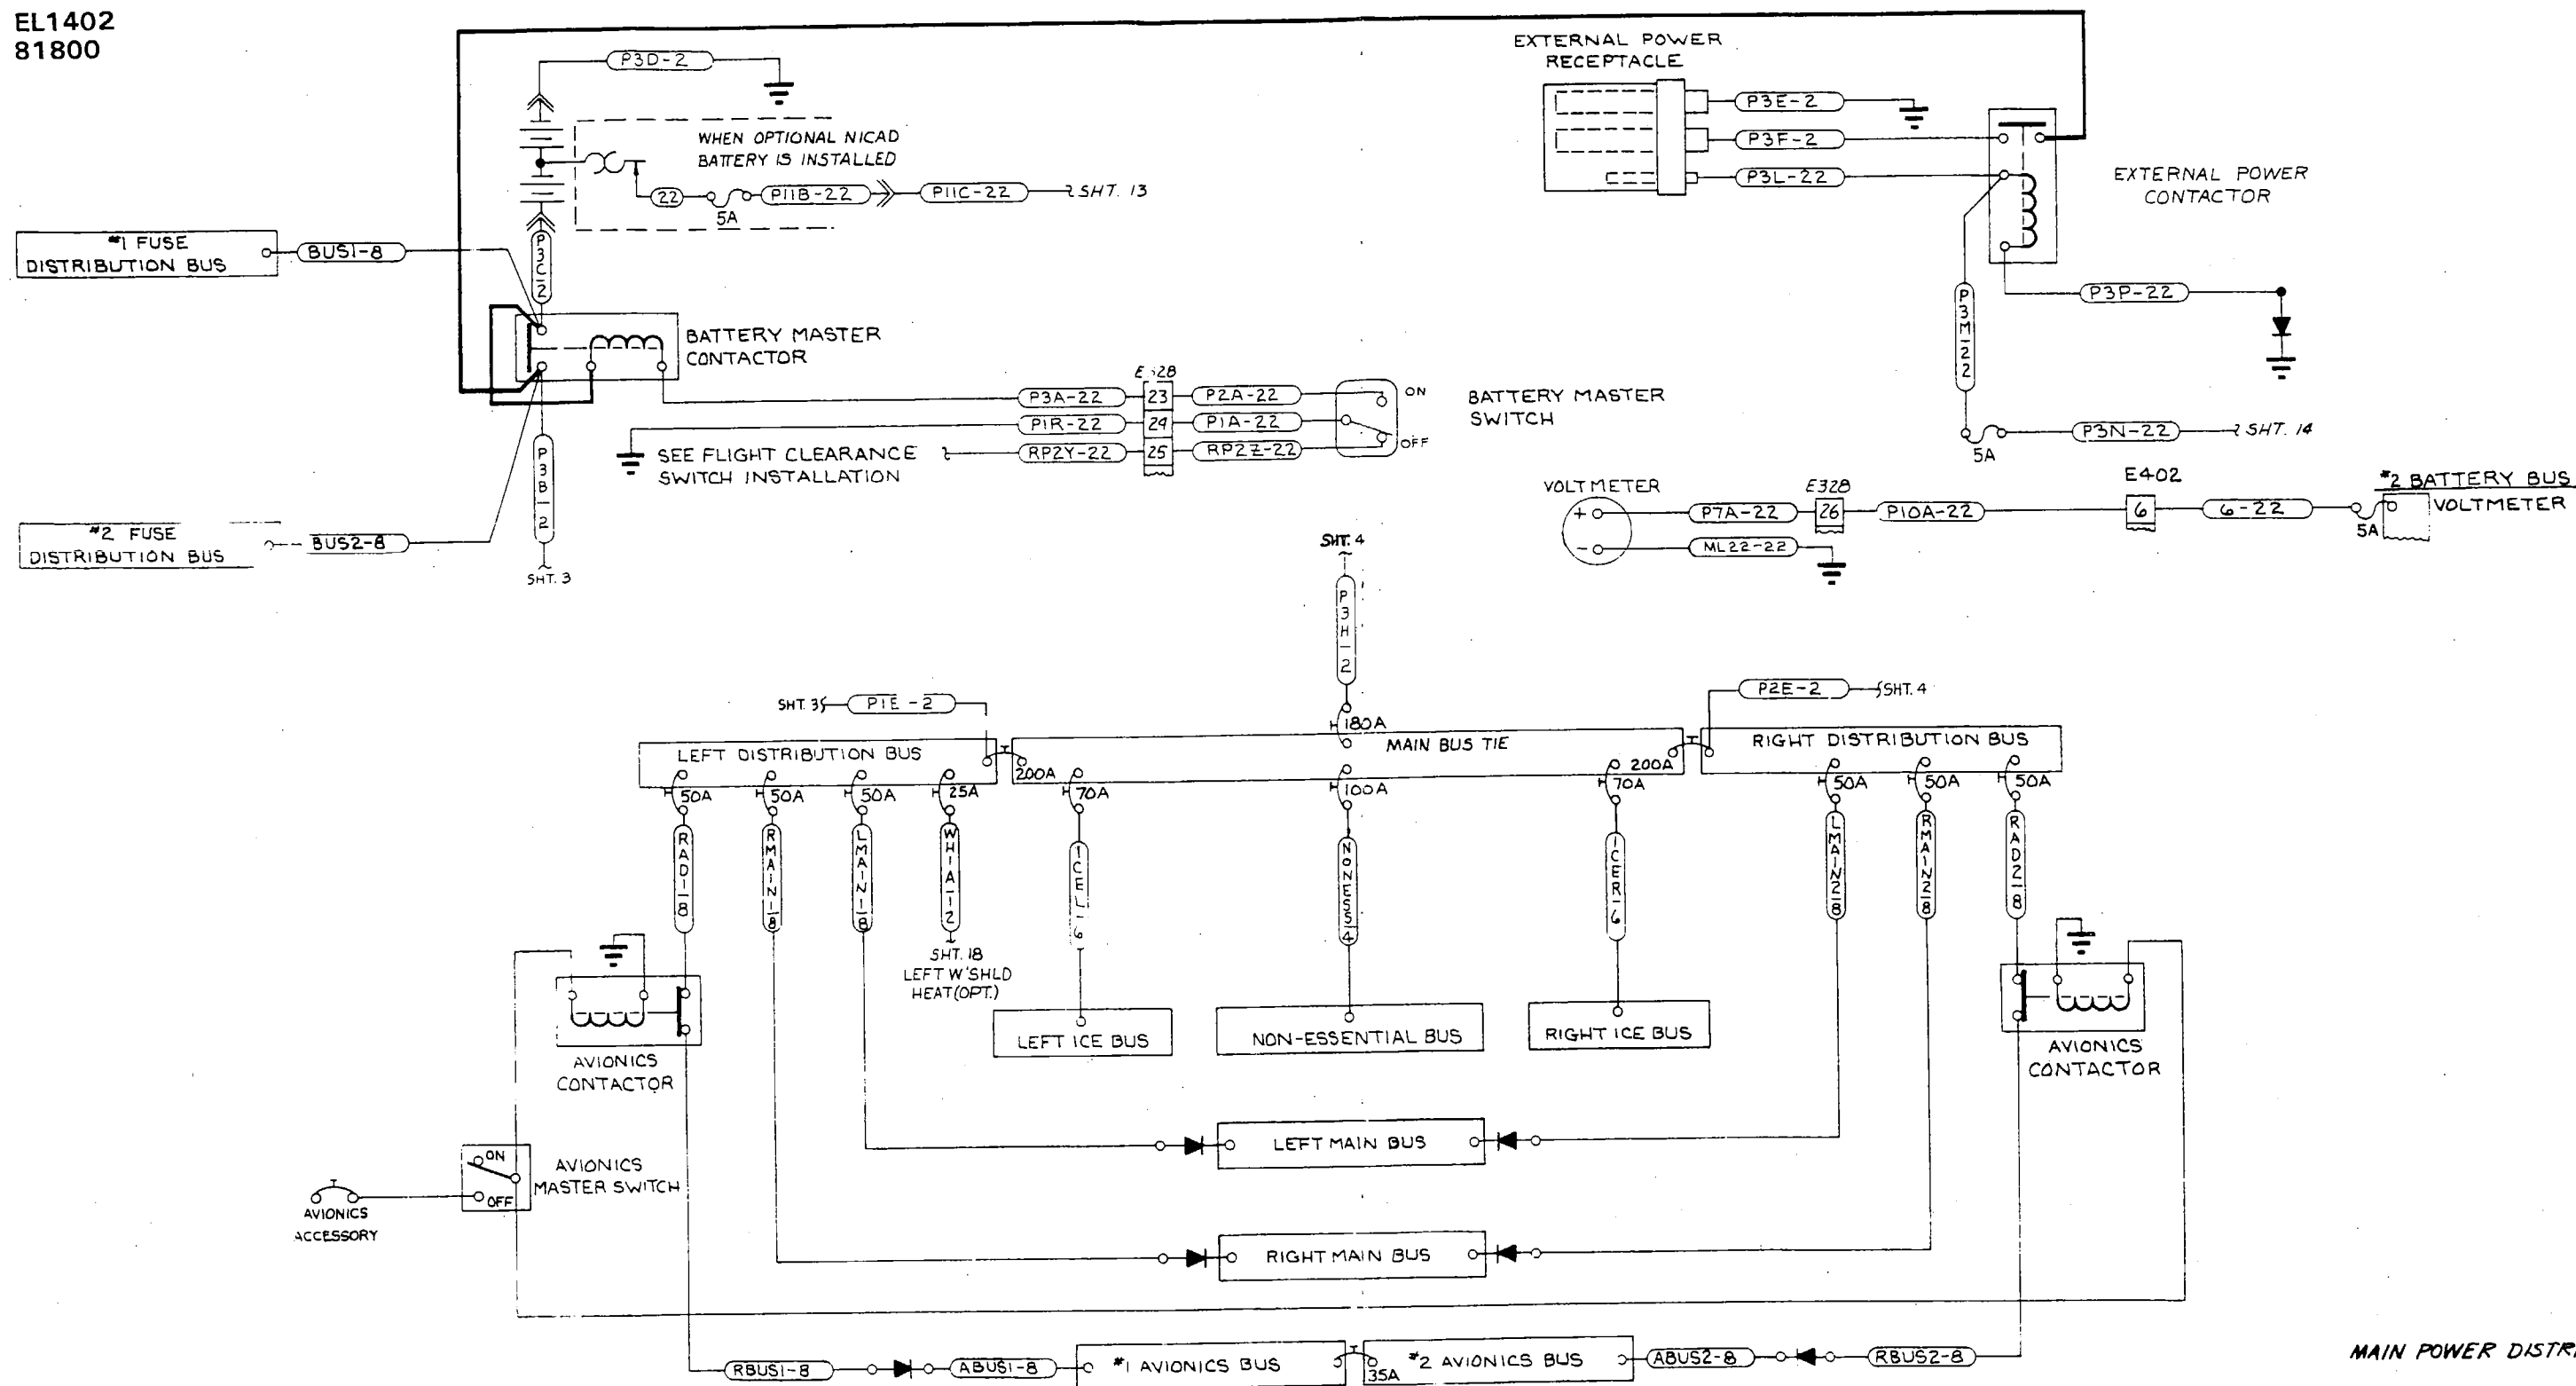 EL1402
81800
P3D-2
WHEN OPTIONAL NICAD
BATTERY IS INSTALLED
22
5A
P11B-22
P11C-22
SHT. 13
EXTERNAL POWER
RECEPTACLE
P3E-2
P3F-2
P3L-22
EXTERNAL POWER
CONTACTOR
P3P-22
P3M-22
5A
P3N-22
SHT. 14
#1 FUSE
DISTRIBUTION BUS
BUS1-8
P3C-2
BATTERY MASTER
CONTACTOR
P3B-2
SHT. 3
#2 FUSE
DISTRIBUTION BUS
BUS2-8
P3A-22
23
P2A-22
P1R-22
24
P1A-22
RP2Y-22
25
RP2Z-22
ON
OFF
BATTERY MASTER
SWITCH
SEE FLIGHT CLEARANCE
SWITCH INSTALLATION
VOLTMETER
+
-
P7A-22
E328
26
P10A-22
E402
6
6-22
5A
#2 BATTERY BUS
VOLTMETER
ML22-22
SHT. 4
P3H-2
180A
SHT. 3
P1E-2
P2E-2
SHT. 4
LEFT DISTRIBUTION BUS
MAIN BUS TIE
RIGHT DISTRIBUTION BUS
50A
50A
50A
25A
200A
70A
100A
200A
70A
50A
50A
50A
RAD1-8
RMAIN1-8
LMAIN1-8
WH1A-12
ICEL-6
NONESS-4
ICER-6
LMAIN2-8
RMAIN2-8
RAD2-8
SHT. 18
LEFT W'SHLD
HEAT(OPT.)
LEFT ICE BUS
NON-ESSENTIAL BUS
RIGHT ICE BUS
AVIONICS
CONTACTOR
AVIONICS
CONTACTOR
LEFT MAIN BUS
ON
OFF
AVIONICS
MASTER SWITCH
AVIONICS
ACCESSORY
RIGHT MAIN BUS
RBUS1-8
ABUS1-8
#1 AVIONICS BUS
35A
#2 AVIONICS BUS
ABUS2-8
RBUS2-8
MAIN POWER DISTR